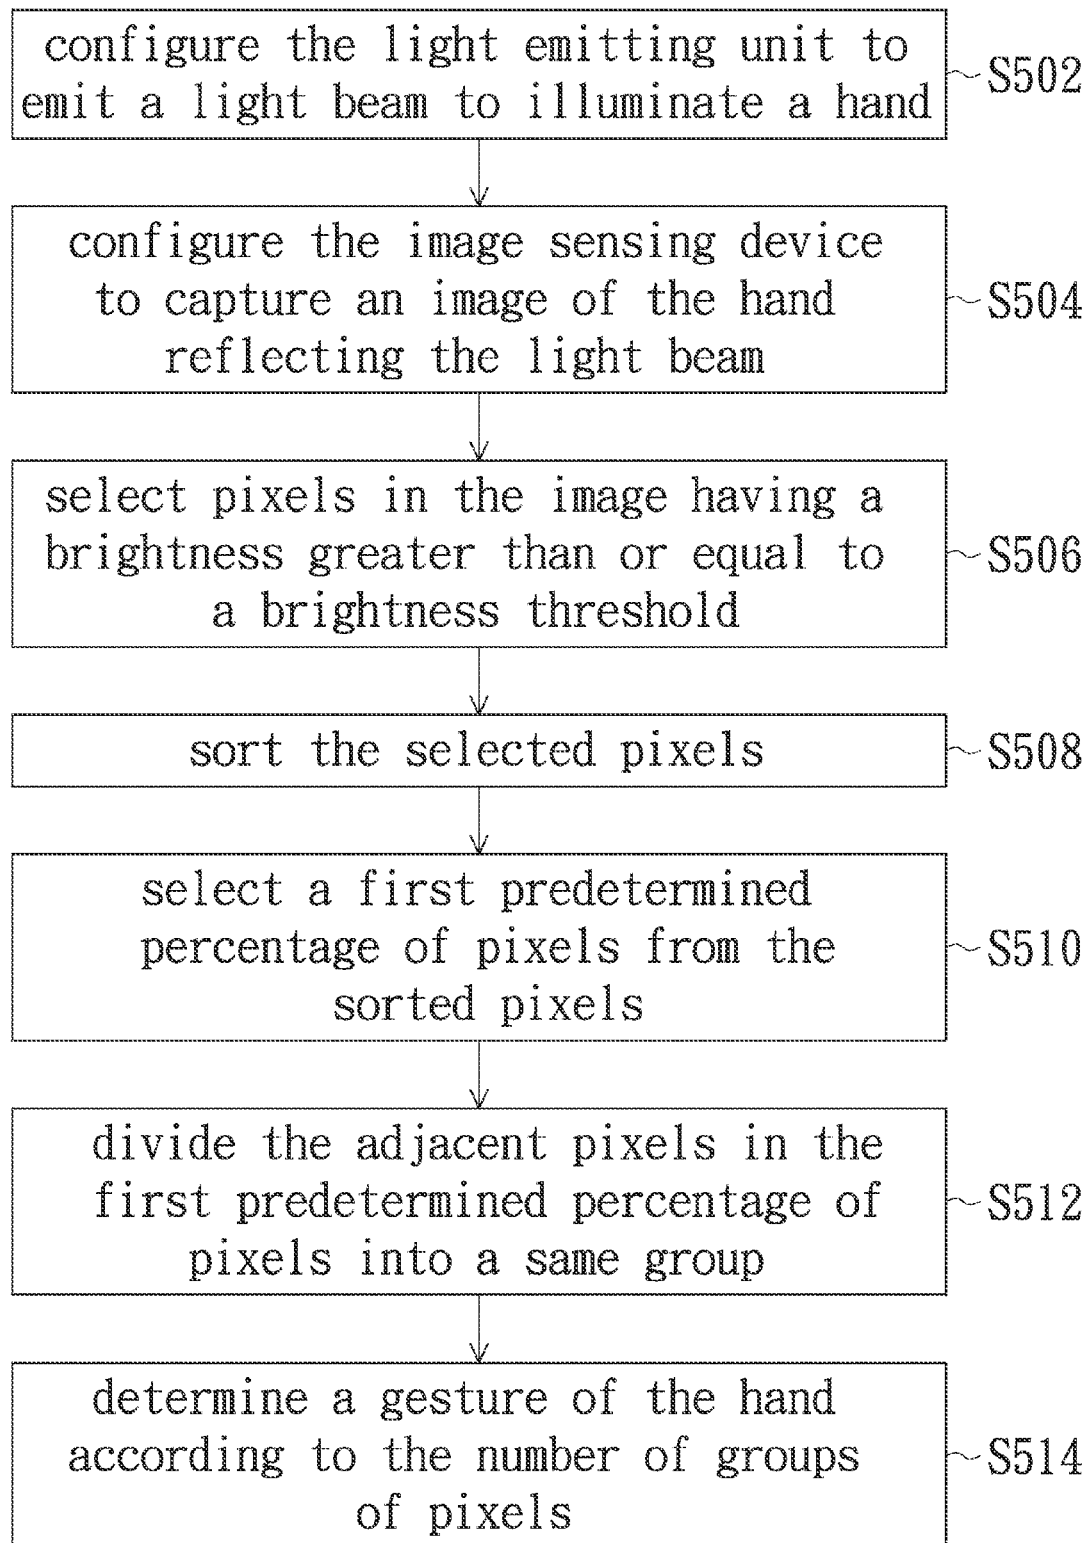 configure the light emitting unit to
emit a light beam to illuminate a hand
S502
configure the image sensing device
to capture an image of the hand
reflecting the light beam
S504
select pixels in the image having a
brightness greater than or equal to
a brightness threshold
S506
sort the selected pixels
S508
select a first predetermined
percentage of pixels from the
sorted pixels
S510
divide the adjacent pixels in the
first predetermined percentage of
pixels into a same group
S512
determine a gesture of the hand
according to the number of groups
of pixels
S514